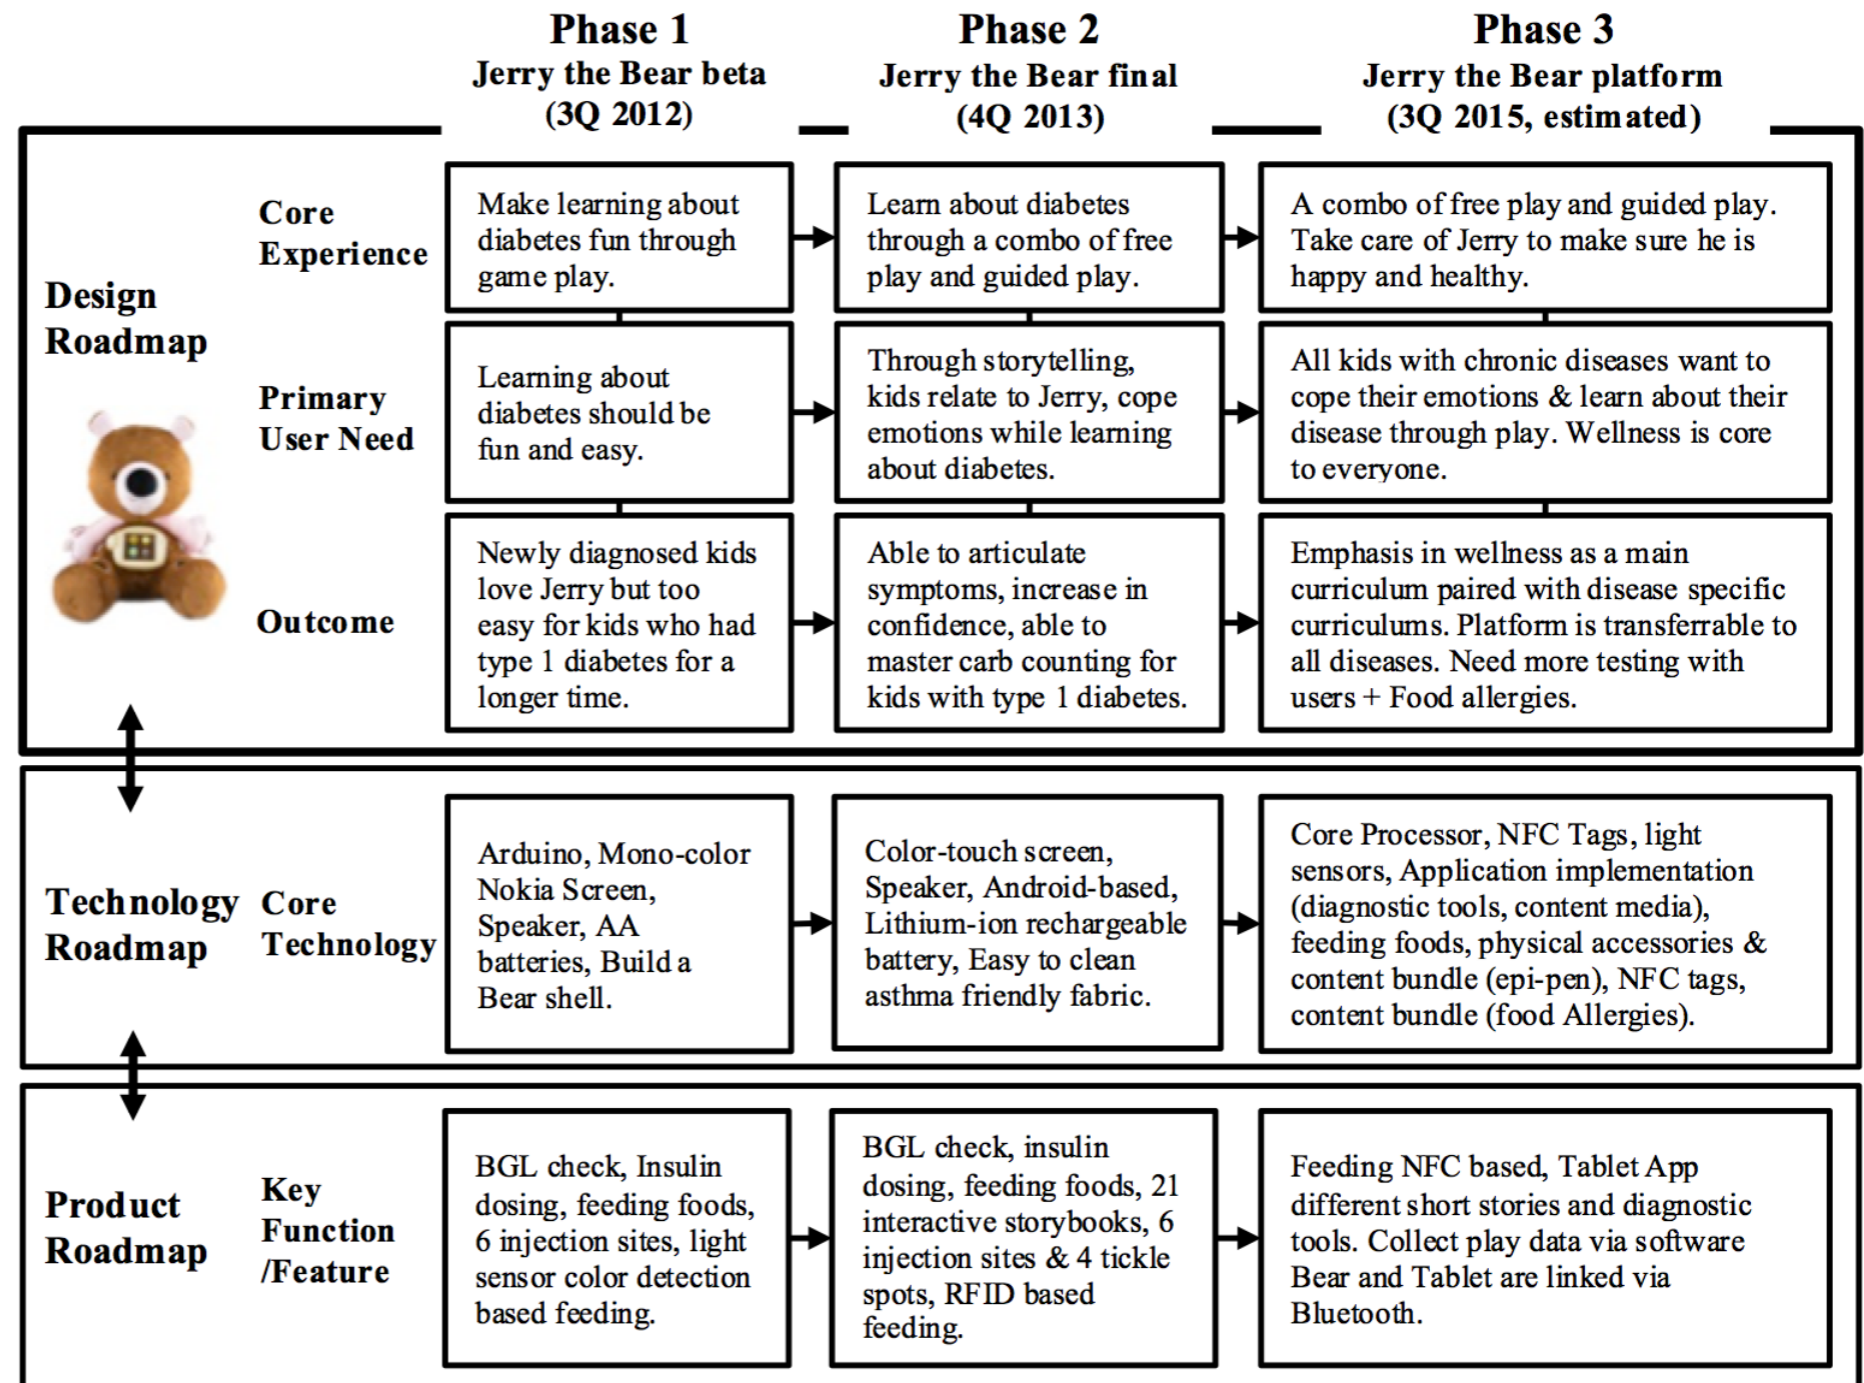 Phase 1
Jerry the Bear beta
(3Q 2012)
Phase 2
Jerry the Bear final
(4Q 2013)
Phase 3
Jerry the Bear platform
(3Q 2015, estimated)
Design
Roadmap
Core
Experience
Make learning about
diabetes fun through
game play.
Learn about diabetes
through a combo of free
play and guided play.
A combo of free play and guided play.
Take care of Jerry to make sure he is
happy and healthy.
Primary
User Need
Learning about
diabetes should be
fun and easy.
Through storytelling,
kids relate to Jerry, cope
emotions while learning
about diabetes.
All kids with chronic diseases want to
cope their emotions & learn about their
disease through play. Wellness is core
to everyone.
Outcome
Newly diagnosed kids
love Jerry but too
easy for kids who had
type 1 diabetes for a
longer time.
Able to articulate
symptoms, increase in
confidence, able to
master carb counting for
kids with type 1 diabetes.
Emphasis in wellness as a main
curriculum paired with disease specific
curriculums. Platform is transferrable to
all diseases. Need more testing with
users + Food allergies.
Technology
Roadmap
Core
Technology
Arduino, Mono-color
Nokia Screen,
Speaker, AA
batteries, Build a
Bear shell.
Color-touch screen,
Speaker, Android-based,
Lithium-ion rechargeable
battery, Easy to clean
asthma friendly fabric.
Core Processor, NFC Tags, light
sensors, Application implementation
(diagnostic tools, content media),
feeding foods, physical accessories &
content bundle (epi-pen), NFC tags,
content bundle (food Allergies).
Product
Roadmap
Key
Function
/Feature
BGL check, Insulin
dosing, feeding foods,
6 injection sites, light
sensor color detection
based feeding.
BGL check, insulin
dosing, feeding foods, 21
interactive storybooks, 6
injection sites & 4 tickle
spots, RFID based
feeding.
Feeding NFC based, Tablet App
different short stories and diagnostic
tools. Collect play data via software
Bear and Tablet are linked via
Bluetooth.